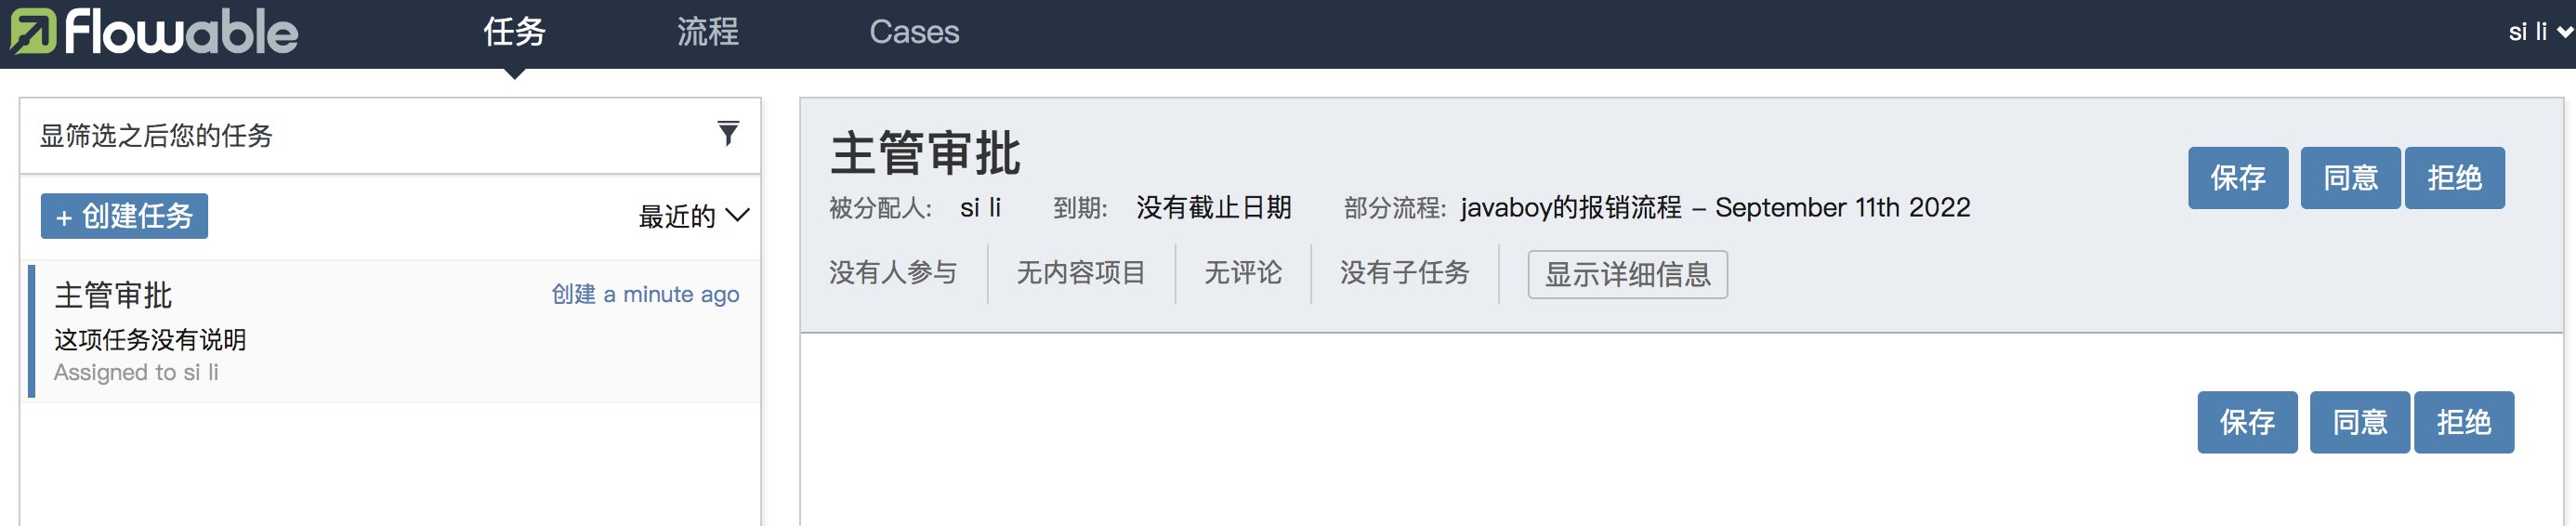 flowable 任务 流程 Cases si li
显筛选之后您的任务
+ 创建任务 最近的
主管审批 创建 a minute ago
这项任务没有说明
Assigned to si li
主管审批
保存 同意 拒绝
被分配人: si li 到期: 没有截止日期 部分流程: javaboy的报销流程 – September 11th 2022
没有人参与 无内容项目 无评论 没有子任务 显示详细信息
保存 同意 拒绝